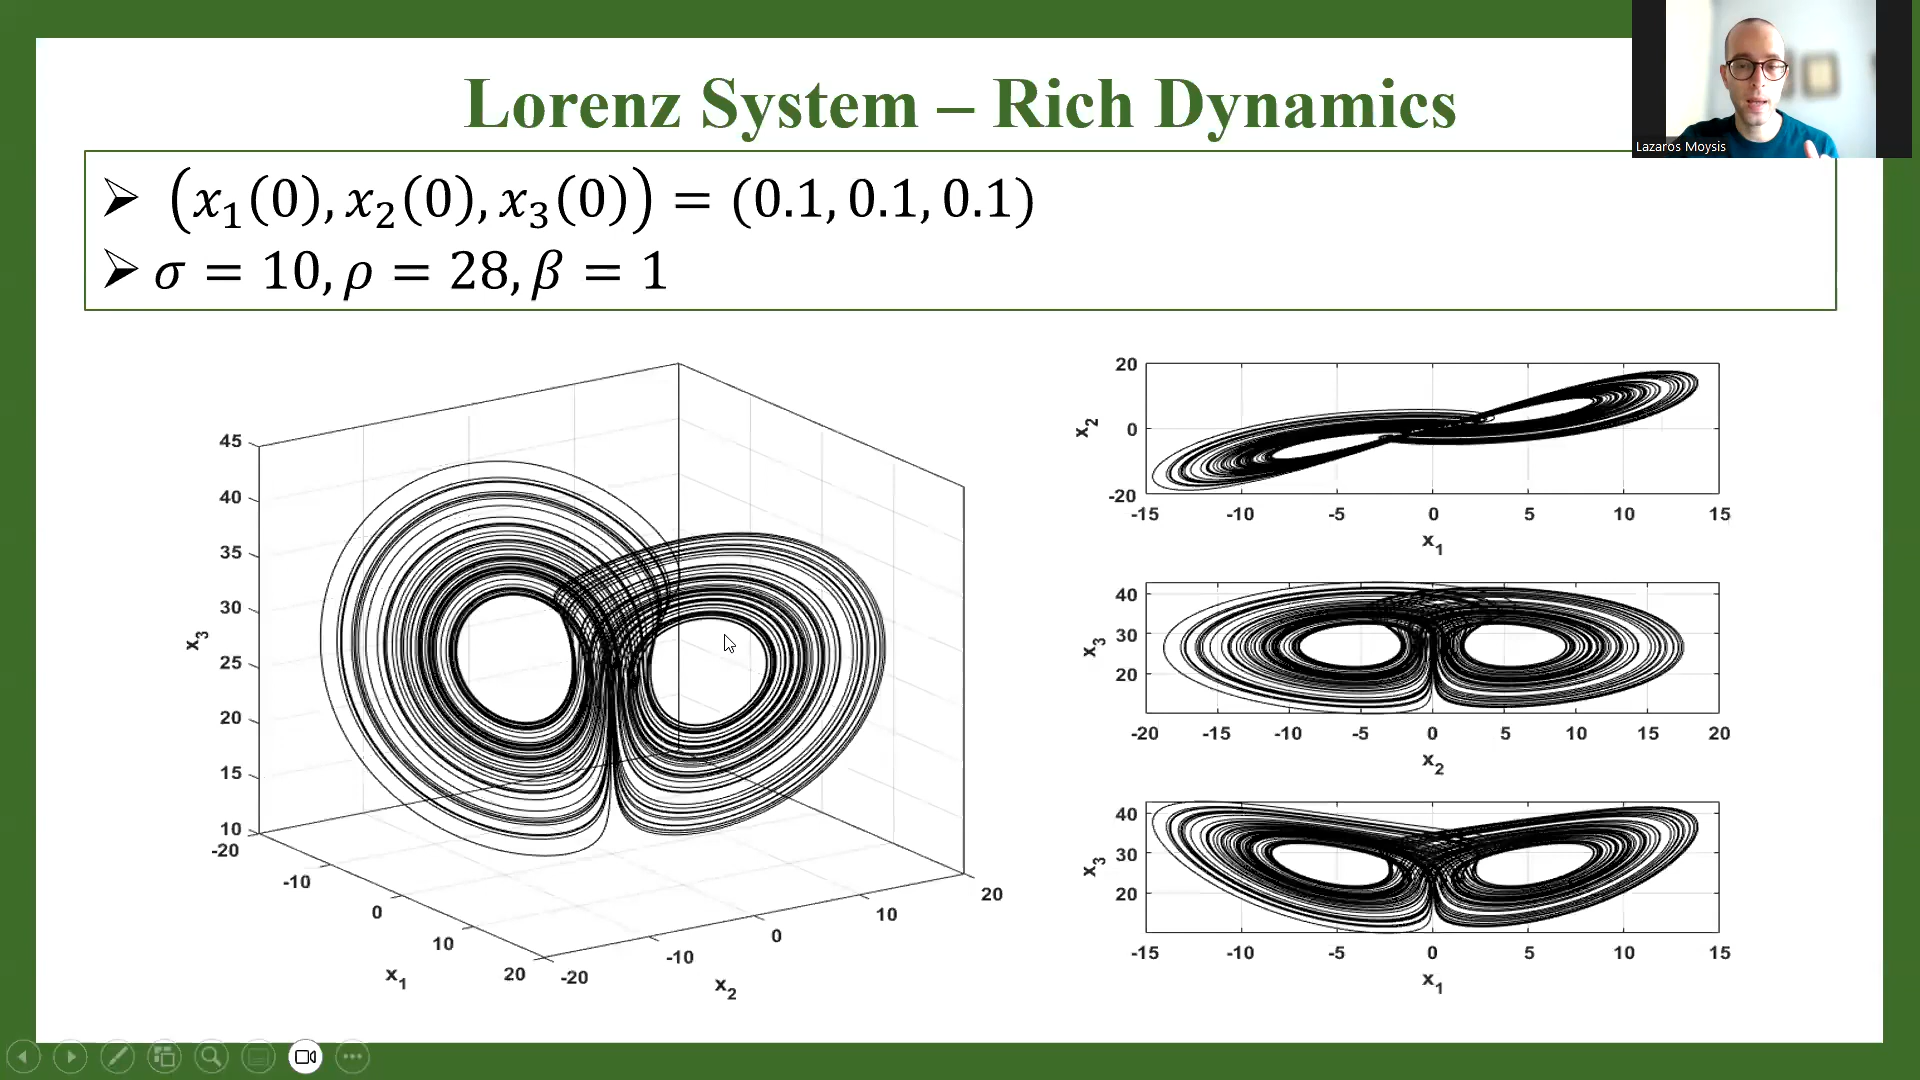 Lorenz System – Rich Dynamics
Lazaros Moysis
➢ (x₁(0), x₂(0), x₃(0)) = (0.1, 0.1, 0.1)
➢ σ = 10, ρ = 28, β = 1
45
40
35
30
25
20
15
10
x₃
-20
-10
0
10
20
x₁
-20
-10
0
10
20
x₂
20
0
-20
x₂
-15 -10 -5 0 5 10 15
x₁
40
30
20
x₃
-20 -15 -10 -5 0 5 10 15 20
x₂
40
30
20
x₃
-15 -10 -5 0 5 10 15
x₁